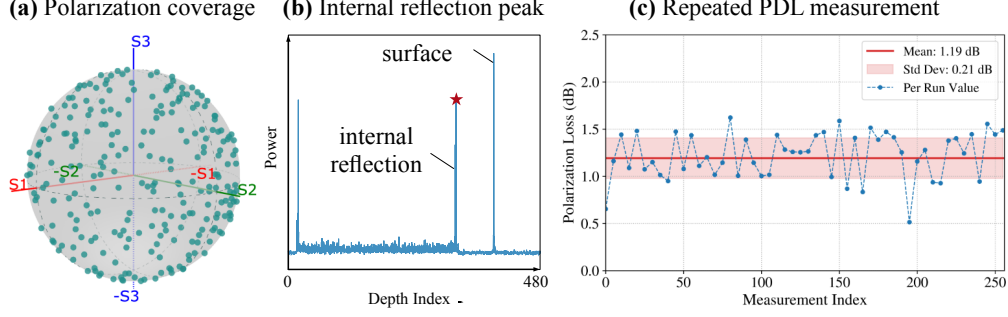 (a) Polarization coverage
S3
-S2
S1
-S1
S2
-S3
(b) Internal reflection peak
surface
internal
reflection
Power
0
Depth Index -
480
(c) Repeated PDL measurement
Mean: 1.19 dB
Std Dev: 0.21 dB
Per Run Value
Polarization Loss (dB)
2.5
2.0
1.5
1.0
0.5
0.0
0 50 100 150 200 250
Measurement Index